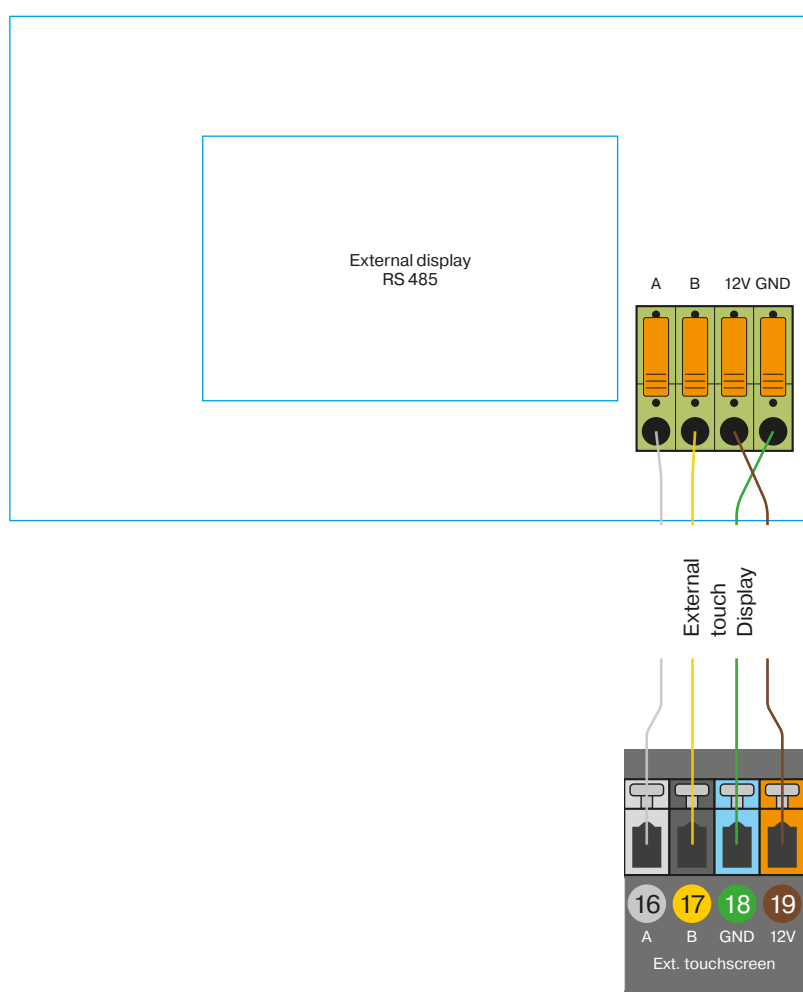 External display
RS 485
A B 12V GND
External
touch
Display
16 17 18 19
A B GND 12V
Ext. touchscreen